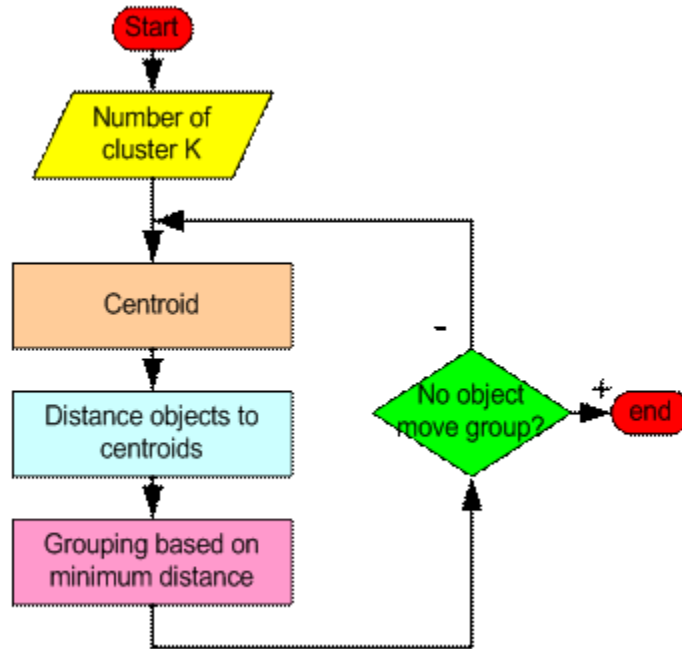 Start
Number of
cluster K
Centroid
Distance objects to
centroids
Grouping based on
minimum distance
-
No object
move group?
+
end